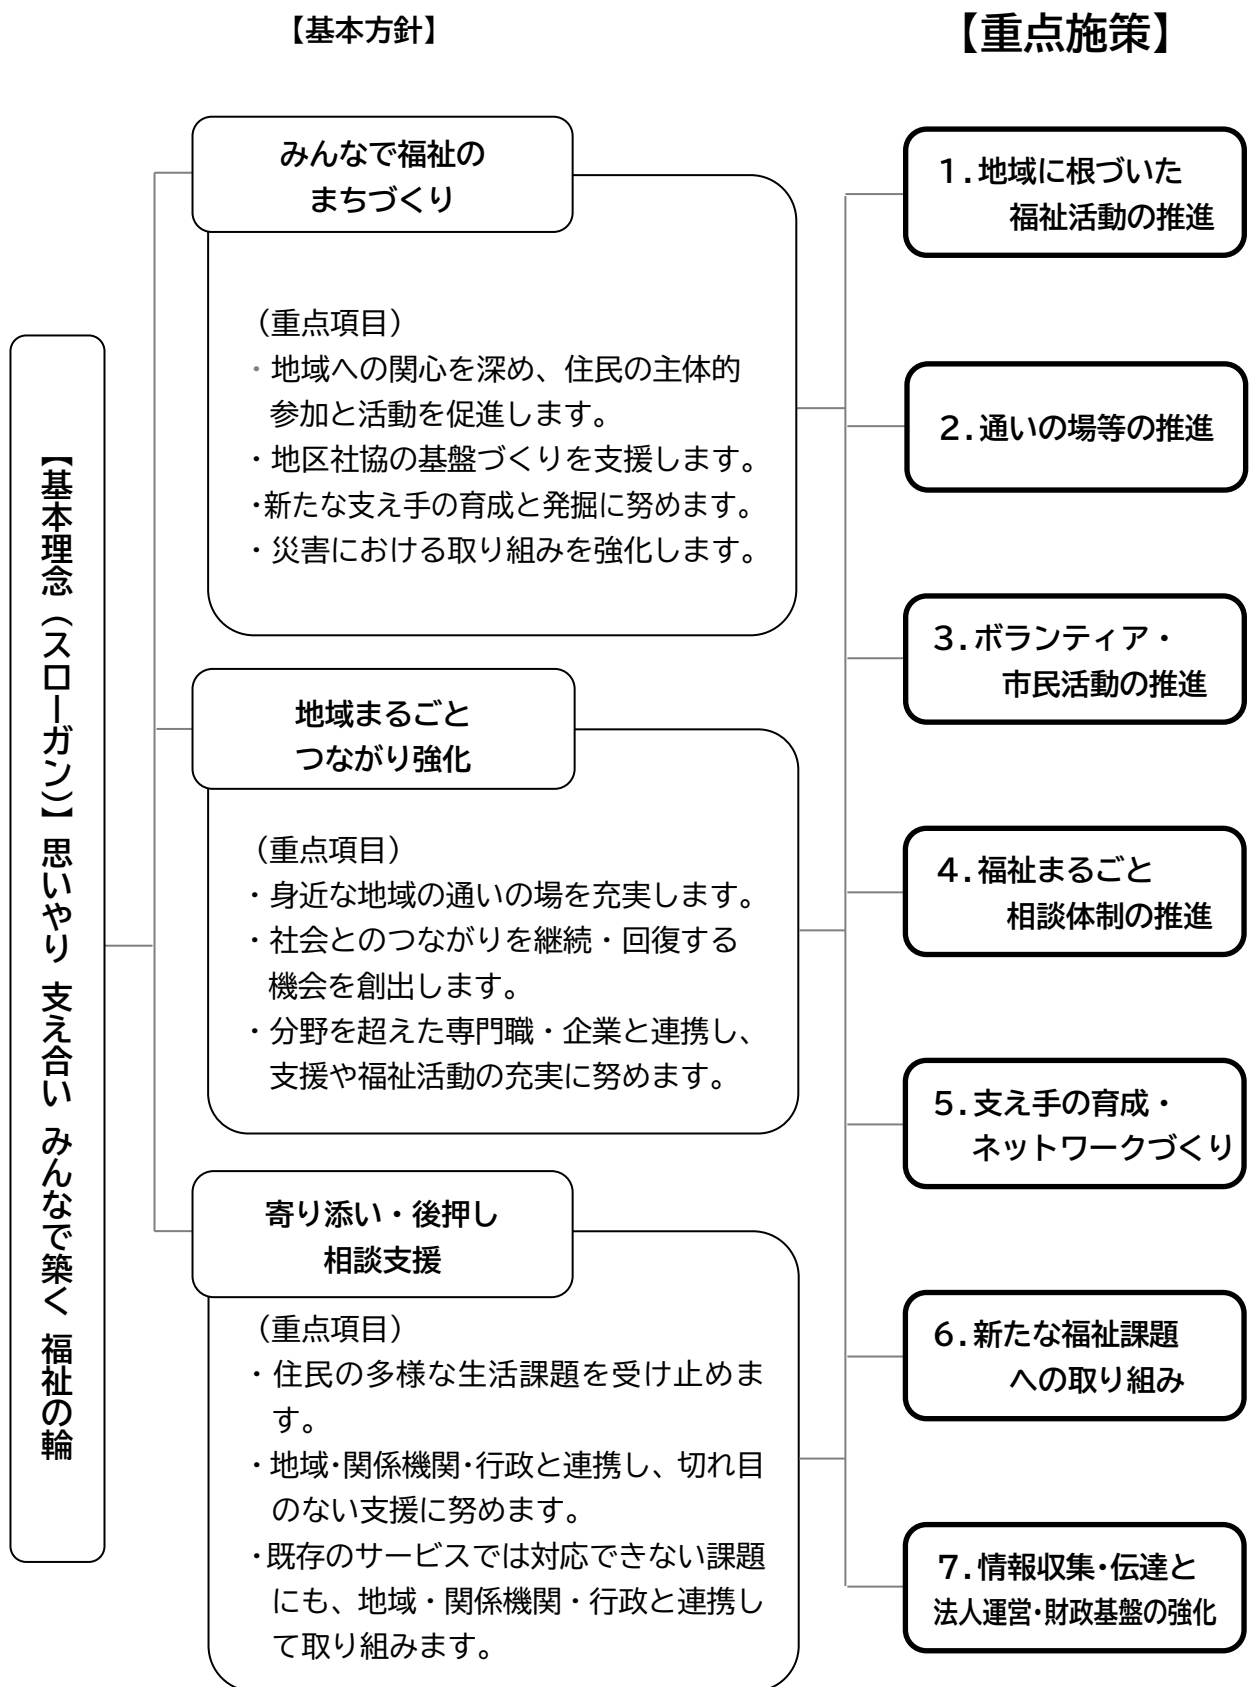 【基本方針】
【重点施策】
【基本理念（スローガン）】思いやり 支え合い みんなで築く 福祉の輪
みんなで福祉の
まちづくり
（重点項目）
・地域への関心を深め、住民の主体的
参加と活動を促進します。
・地区社協の基盤づくりを支援します。
・新たな支え手の育成と発掘に努めます。
・災害における取り組みを強化します。
地域まるごと
つながり強化
（重点項目）
・身近な地域の通いの場を充実します。
・社会とのつながりを継続・回復する
機会を創出します。
・分野を超えた専門職・企業と連携し、
支援や福祉活動の充実に努めます。
寄り添い・後押し
相談支援
（重点項目）
・住民の多様な生活課題を受け止めま
す。
・地域・関係機関・行政と連携し、切れ目
のない支援に努めます。
・既存のサービスでは対応できない課題
にも、地域・関係機関・行政と連携し
て取り組みます。
１．地域に根づいた
福祉活動の推進
２．通いの場等の推進
３．ボランティア・
市民活動の推進
４．福祉まるごと
相談体制の推進
５．支え手の育成・
ネットワークづくり
６．新たな福祉課題
への取り組み
７．情報収集・伝達と
法人運営・財政基盤の強化